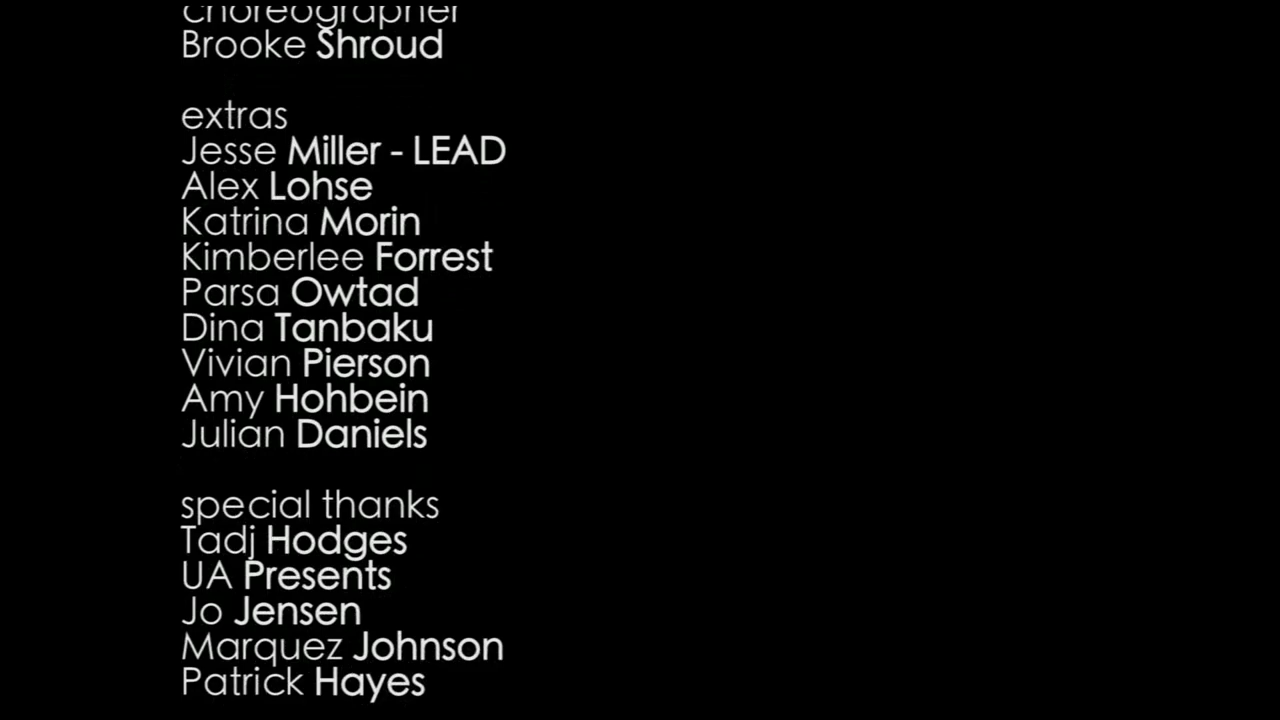 choreographer
Brooke Shroud
extras
Jesse Miller - LEAD
Alex Lohse
Katrina Morin
Kimberlee Forrest
Parsa Owtad
Dina Tanbaku
Vivian Pierson
Amy Hohbein
Julian Daniels
special thanks
Tadj Hodges
UA Presents
Jo Jensen
Marquez Johnson
Patrick Hayes